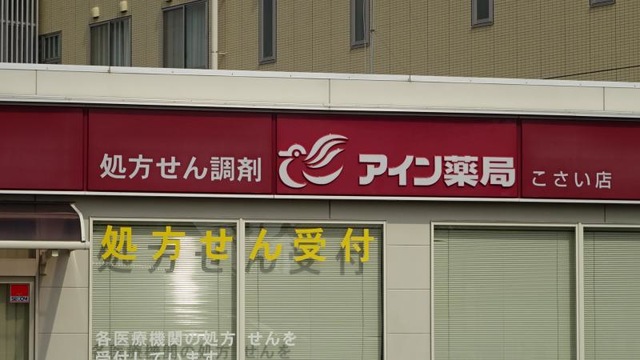 処方せん調剤 アイン薬局 こさい店
処方せん受付
各医療機関の処方せんを
受付けています
SECOM